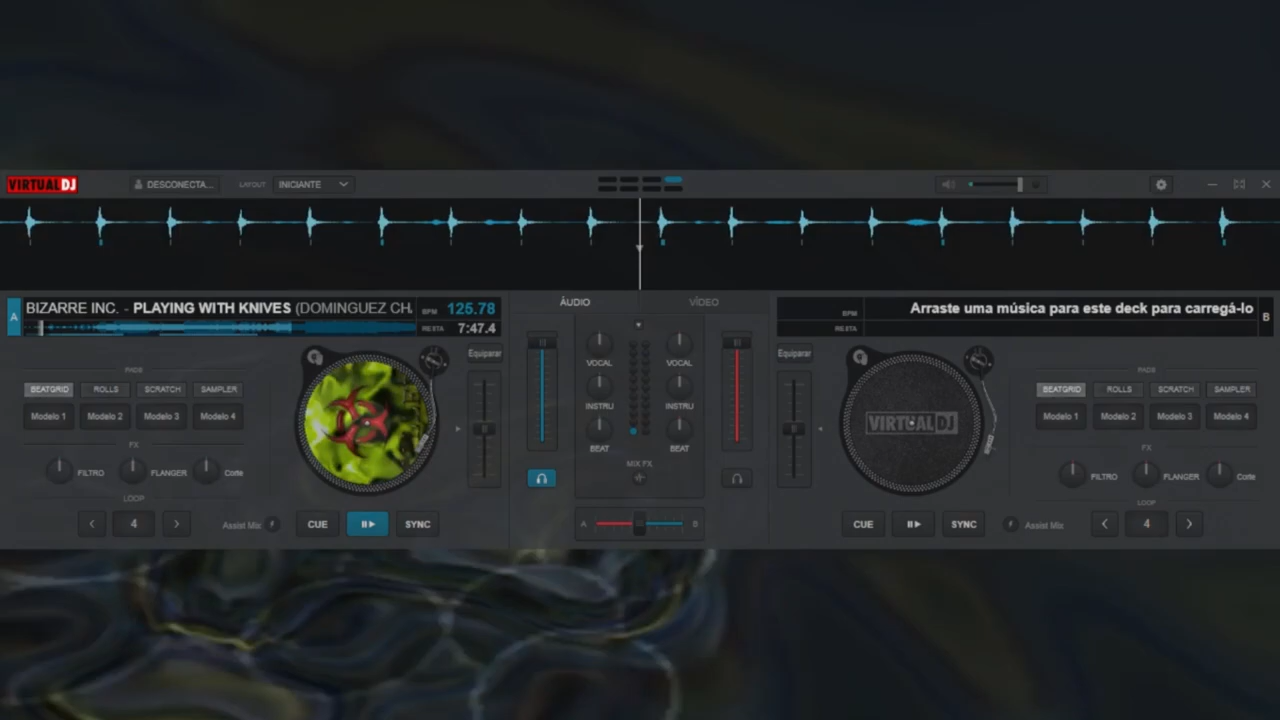 VIRTUALDJ
DESCONECTA...
LAYOUT
INICIANTE
A
BIZARRE INC. - PLAYING WITH KNIVES (DOMINGUEZ CH
BPM 125.78
RESTA 7:47.4
ÁUDIO
VÍDEO
BPM
RESTA
Arraste uma música para este deck para carregá-lo
B
Equiparar
PADS
BEATGRID ROLLS SCRATCH SAMPLER
Modelo 1 Modelo 2 Modelo 3 Modelo 4
FX
FILTRO FLANGER Corte
LOOP
4
Assist Mix
CUE
SYNC
VOCAL VOCAL
INSTRU INSTRU
BEAT BEAT
MIX FX
A B
Equiparar
VIRTUALDJ
PADS
BEATGRID ROLLS SCRATCH SAMPLER
Modelo 1 Modelo 2 Modelo 3 Modelo 4
FX
FILTRO FLANGER Corte
LOOP
CUE
SYNC
Assist Mix
4